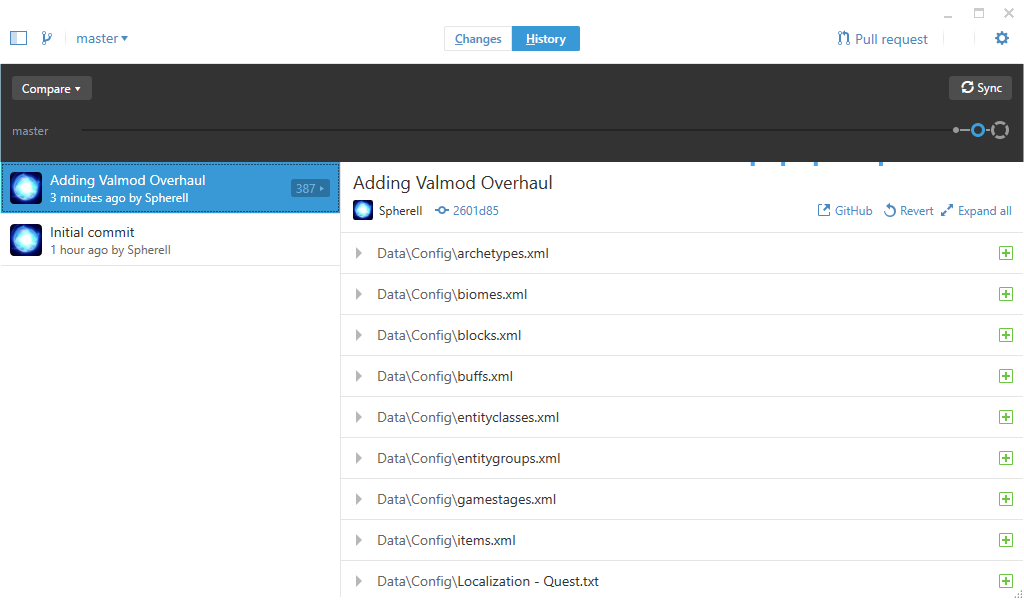 master
Changes
History
Pull request
Compare
Sync
master
Adding Valmod Overhaul
3 minutes ago by Spherell
387
Initial commit
1 hour ago by Spherell
Adding Valmod Overhaul
Spherell
2601d85
GitHub
Revert
Expand all
Data\Config\archetypes.xml
Data\Config\biomes.xml
Data\Config\blocks.xml
Data\Config\buffs.xml
Data\Config\entityclasses.xml
Data\Config\entitygroups.xml
Data\Config\gamestages.xml
Data\Config\items.xml
Data\Config\Localization - Quest.txt